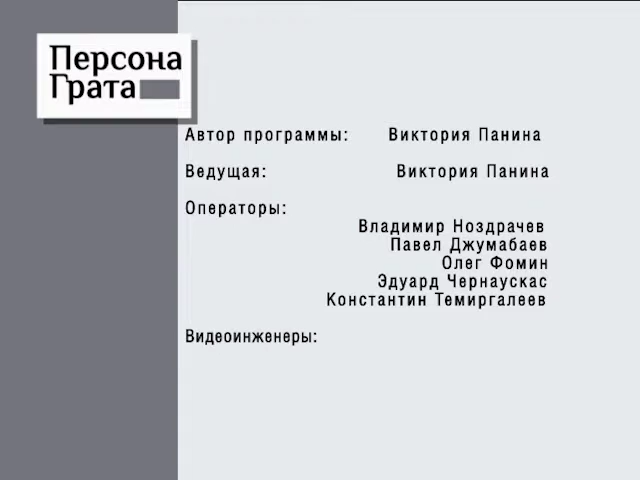 Персона
Грата
Автор программы: Виктория Панина
Ведущая: Виктория Панина
Операторы:
Владимир Ноздрачев
Павел Джумабаев
Олег Фомин
Эдуард Чернаускас
Константин Темиргалеев
Видеоинженеры: